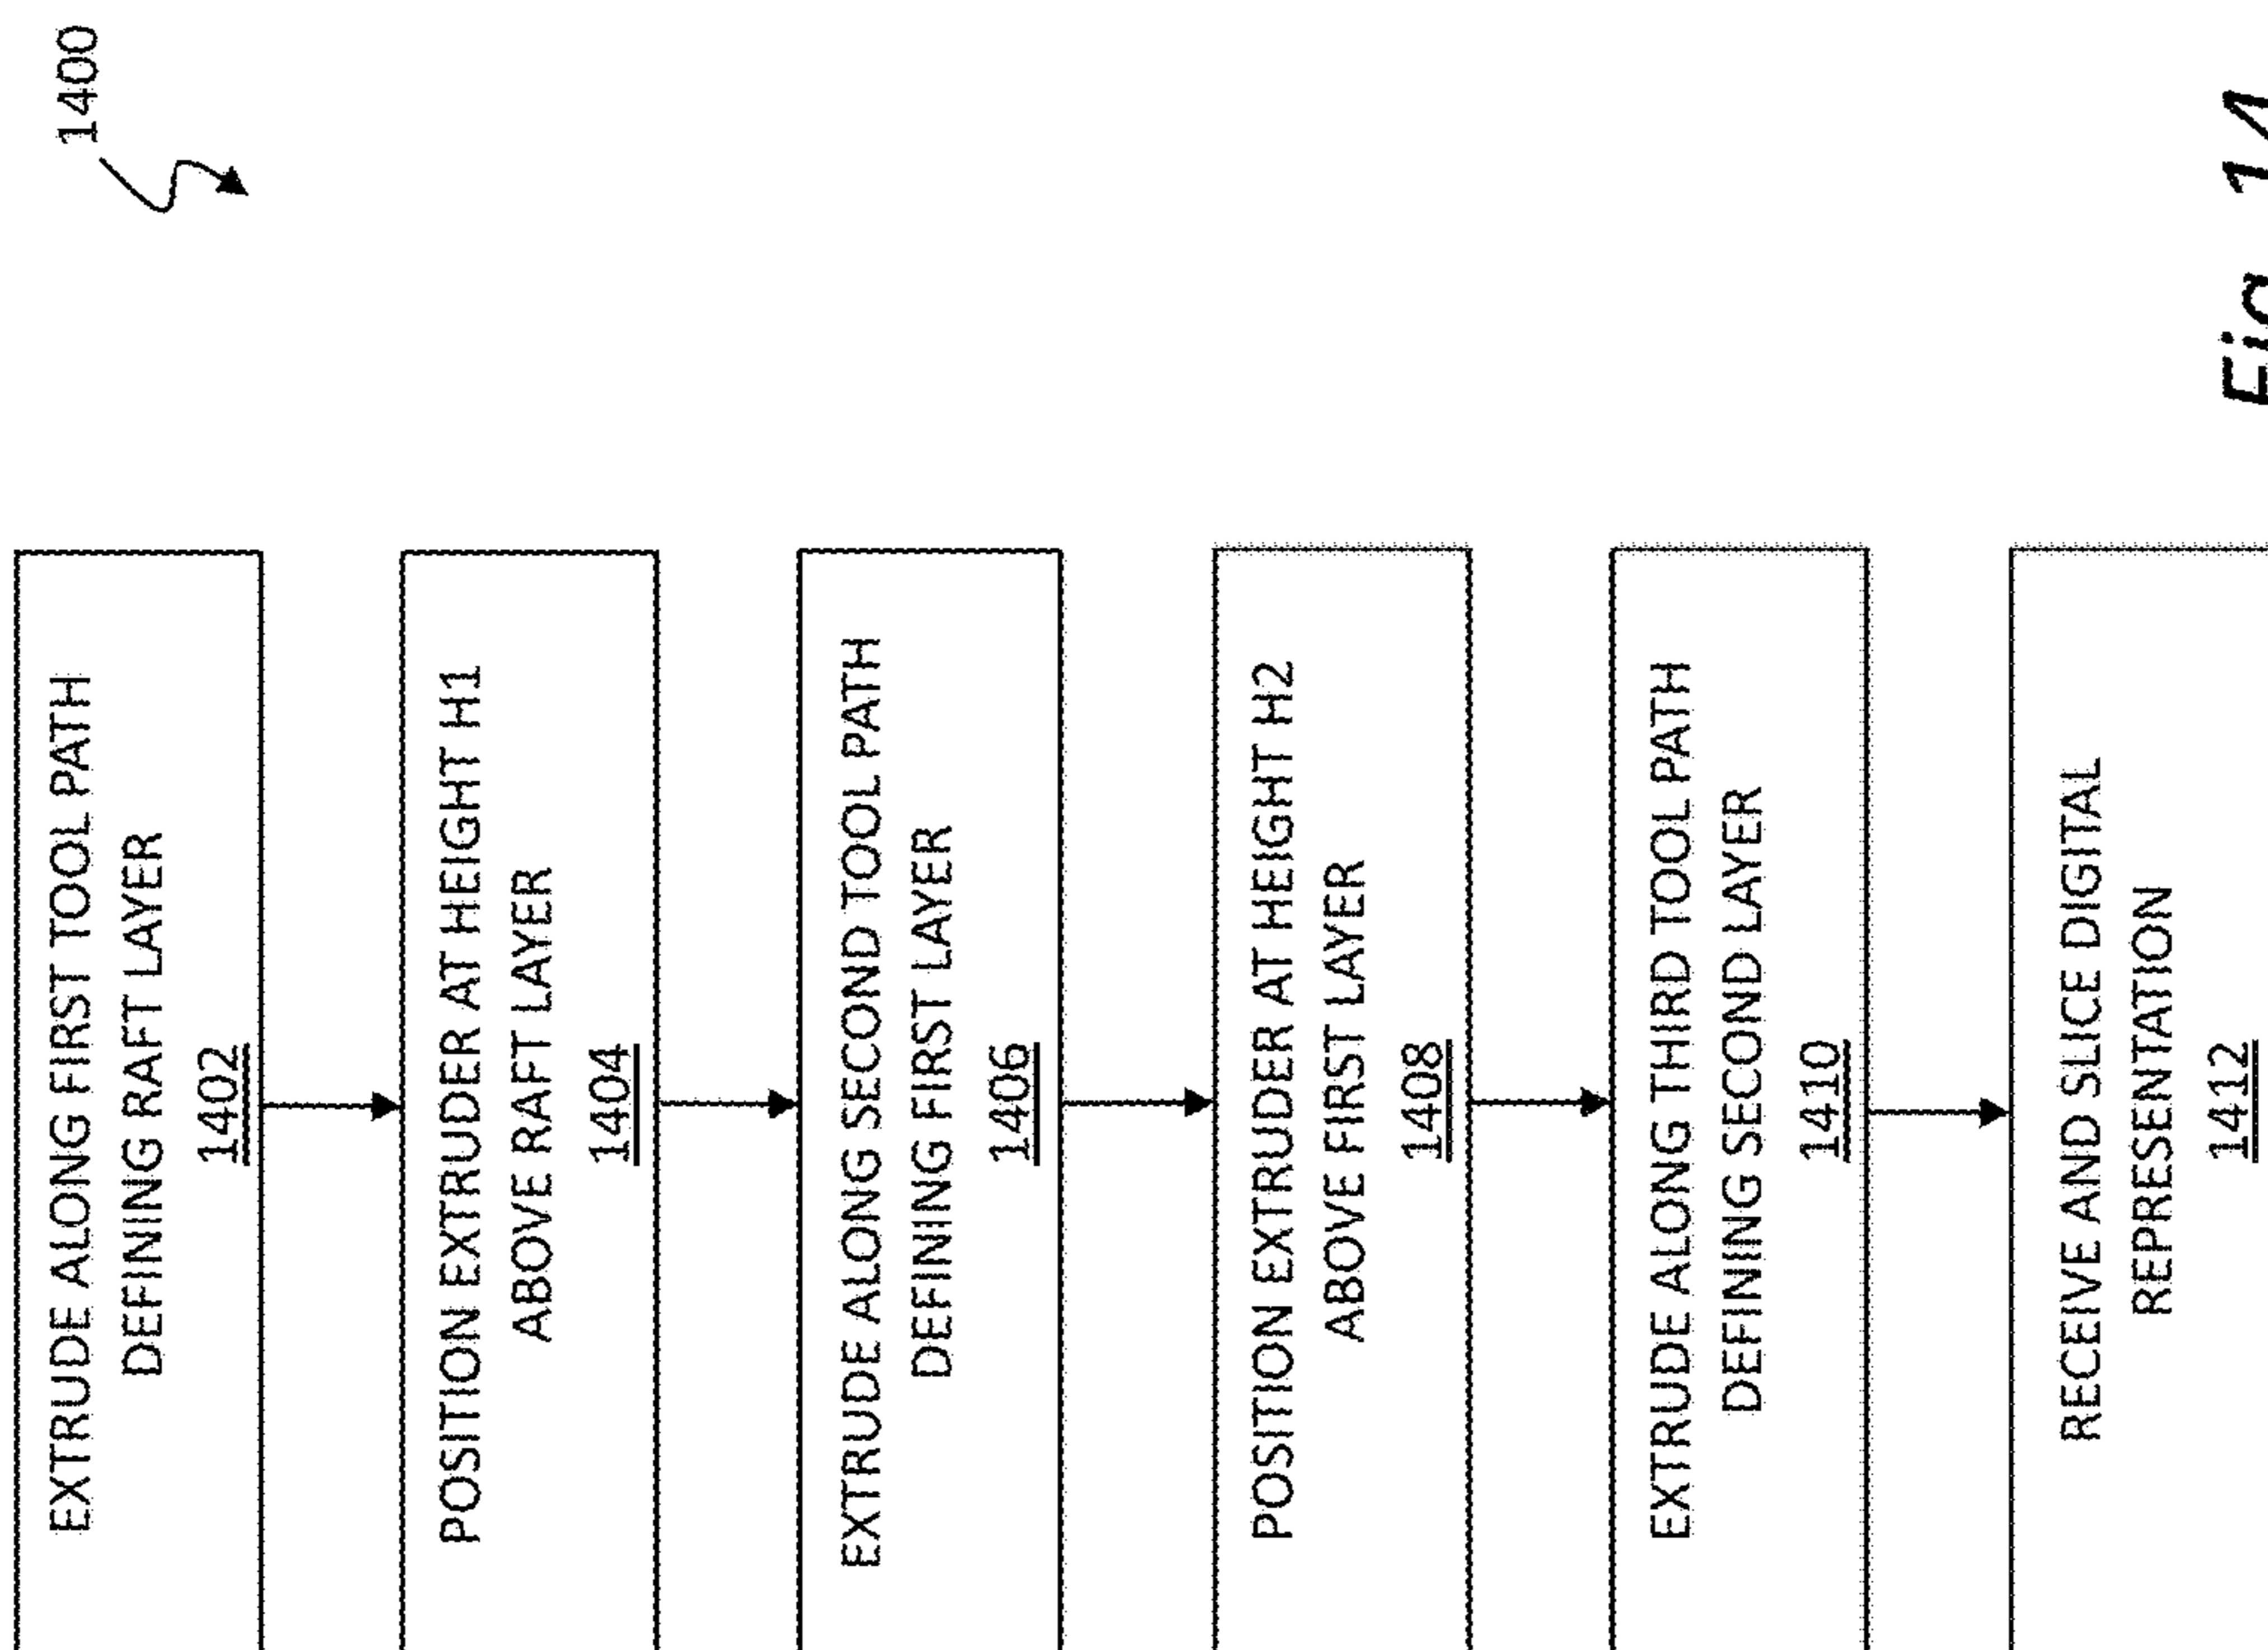 1400
EXTRUDE ALONG FIRST TOOL PATH
DEFINING RAFT LAYER
1402
POSITION EXTRUDER AT HEIGHT H1
ABOVE RAFT LAYER
1404
EXTRUDE ALONG SECOND TOOL PATH
DEFINING FIRST LAYER
1406
POSITION EXTRUDER AT HEIGHT H2
ABOVE FIRST LAYER
1408
EXTRUDE ALONG THIRD TOOL PATH
DEFINING SECOND LAYER
1410
RECEIVE AND SLICE DIGITAL
REPRESENTATION
1412
Fig. 14